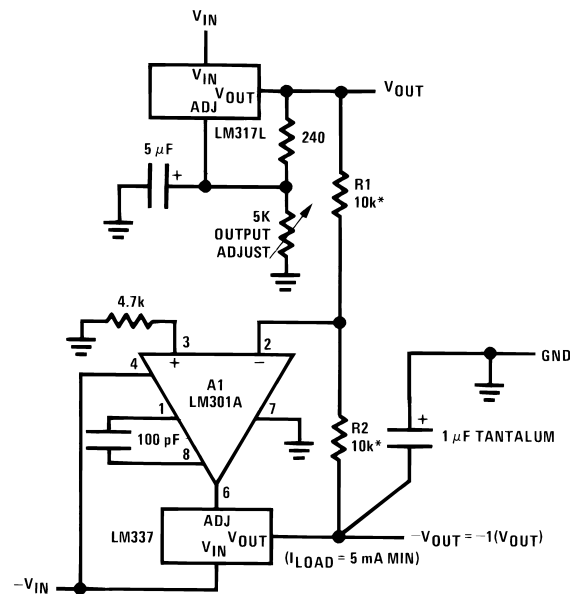 VIN
VIN
VOUT
ADJ
LM317L
VOUT
240
5 μF
+
R1
10k*
5K
OUTPUT
ADJUST
4.7k
3
2
4
+
−
A1
LM301A
1
7
100 pF
8
6
GND
R2
10k*
+
1 μF TANTALUM
LM337
ADJ
VOUT
VIN
−VOUT = −1(VOUT)
(ILOAD = 5 mA MIN)
−VIN